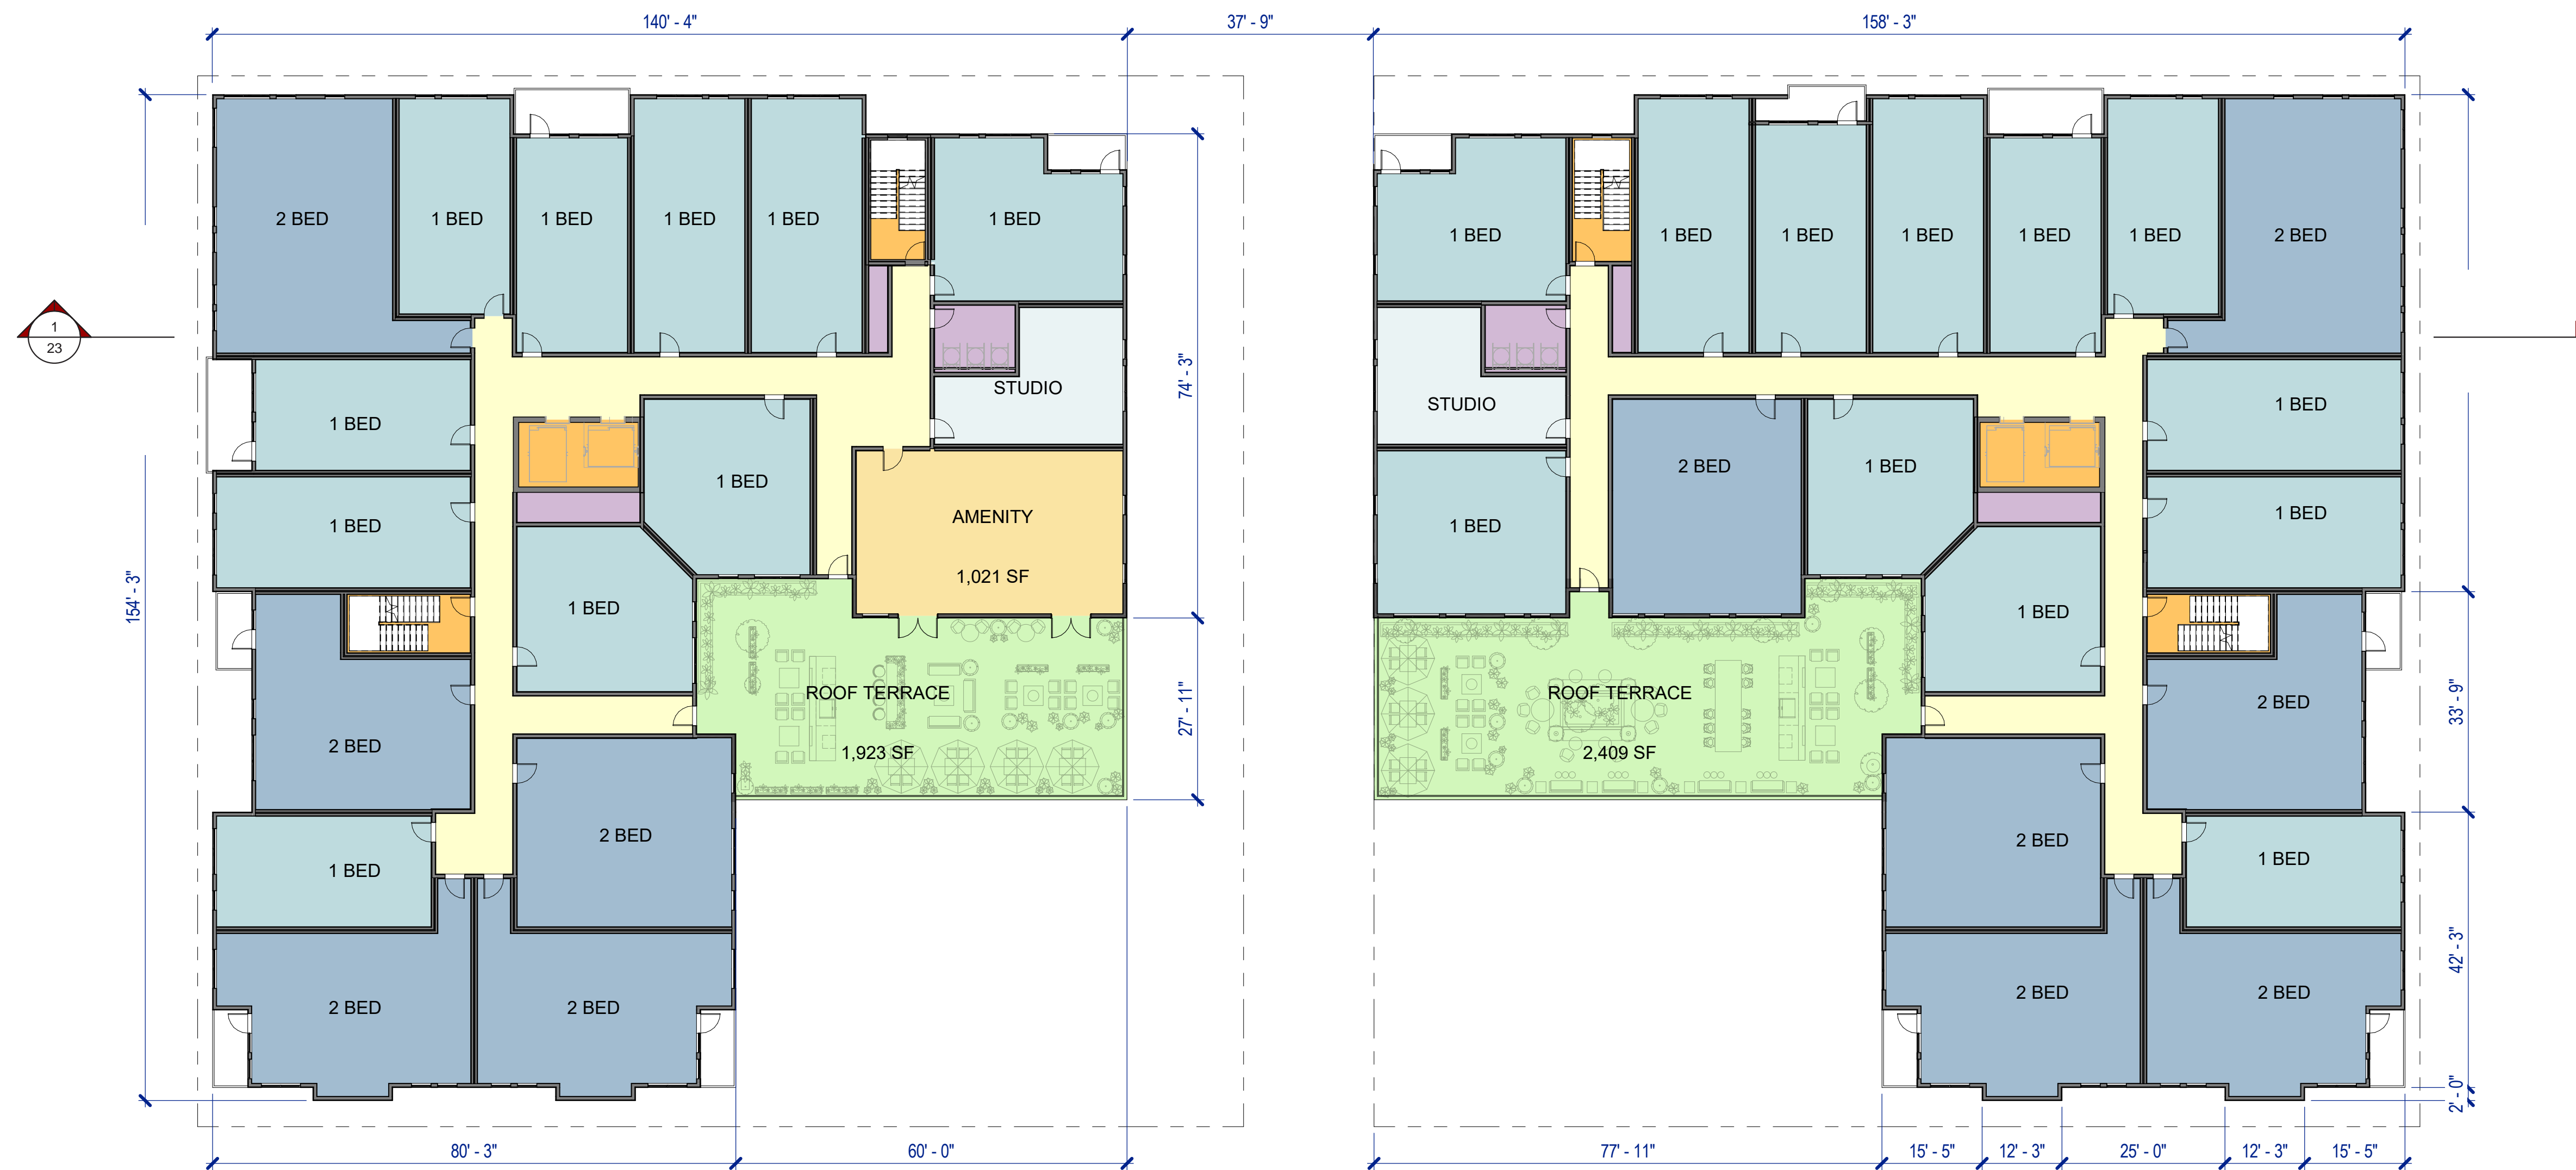 140' - 4"
37' - 9"
158' - 3"
2 BED
1 BED
1 BED
1 BED
1 BED
1 BED
1 BED
1 BED
1 BED
1 BED
1 BED
1 BED
2 BED
1
23
74' - 3"
STUDIO
STUDIO
1 BED
1 BED
1 BED
1 BED
2 BED
1 BED
1 BED
1 BED
1 BED
AMENITY
1,021 SF
154' - 3"
1 BED
1 BED
ROOF TERRACE
1,923 SF
27' - 11"
ROOF TERRACE
2,409 SF
2 BED
33' - 9"
2 BED
2 BED
2 BED
1 BED
1 BED
42' - 3"
2 BED
2 BED
2 BED
2 BED
2' - 0"
80' - 3"
60' - 0"
77' - 11"
15' - 5"
12' - 3"
25' - 0"
12' - 3"
15' - 5"